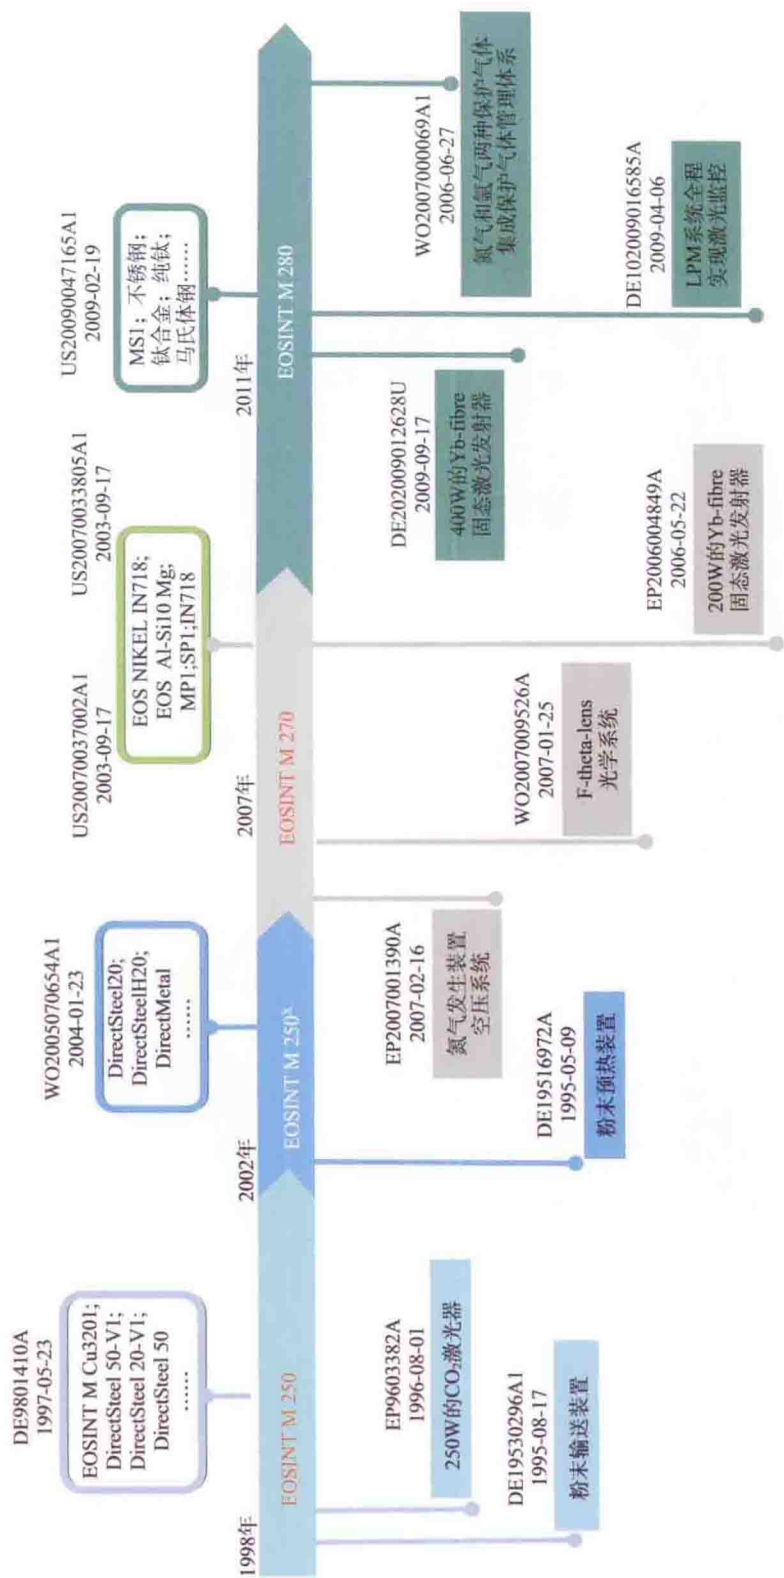 DE9801410A
1997-05-23
EOSINT M Cu3201;
DirectSteel 50-V1;
DirectSteel 20-V1;
DirectSteel 50
……
WO2005070654A1
2004-01-23
DirectSteel20;
DirectSteelH20;
DirectMetal
……
US20070037002A1
2003-09-17
US20070033805A1
2003-09-17
EOS NIKEL IN718;
EOS Al-Si10 Mg;
MP1;SP1;IN718
US20090047165A1
2009-02-19
MS1；不锈钢；
钛合金；纯钛；
马氏体钢……
1998年
2002年
2007年
2011年
EOSINT M 250
EOSINT M 250ˣ
EOSINT M 270
EOSINT M 280
EP9603382A
1996-08-01
250W的CO₂激光器
DE19530296A1
1995-08-17
粉末输送装置
DE19516972A
1995-05-09
粉末预热装置
EP2007001390A
2007-02-16
氮气发生装置
空压系统
WO2007009526A
2007-01-25
F-theta-lens
光学系统
EP2006004849A
2006-05-22
200W的Yb-fibre
固态激光发射器
DE202009012628U
2009-09-17
400W的Yb-fibre
固态激光发射器
DE102009016585A
2009-04-06
LPM系统全程
实现激光监控
WO2007000069A1
2006-06-27
氮气和氩气两种保护气体
集成保护气体管理体系